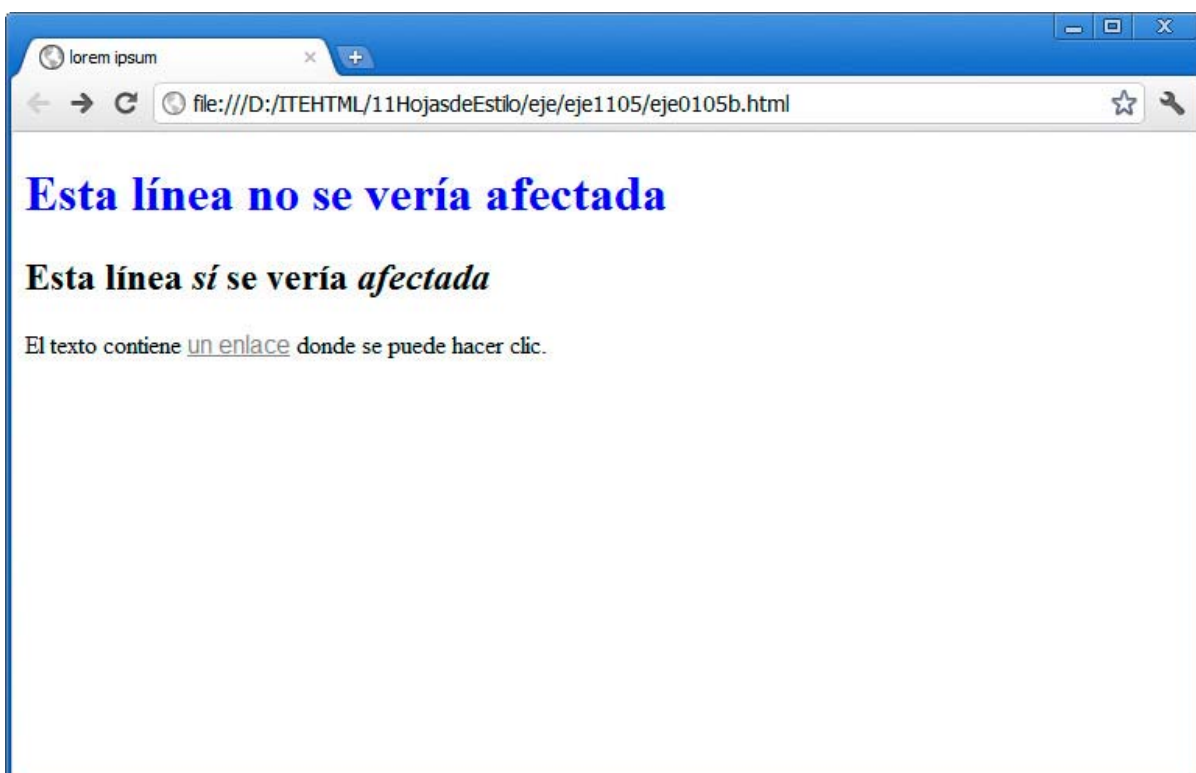 lorem ipsum
file:///D:/ITEHTML/11HojasdeEstilo/eje/eje1105/eje0105b.html
Esta línea no se vería afectada
Esta línea sí se vería afectada
El texto contiene un enlace donde se puede hacer clic.